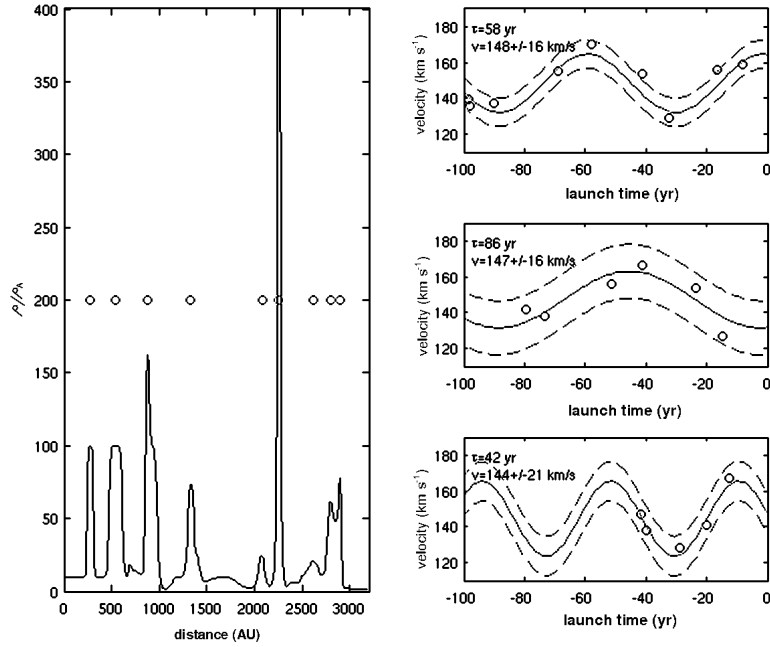 400
350
300
250
200
150
100
50
0
ρ//ρA
0 500 1000 1500 2000 2500 3000
distance (AU)
180
160
140
120
velocity (km s-1)
τ=58 yr
v=148+/-16 km/s
-100 -80 -60 -40 -20 0
launch time (yr)
180
160
140
120
velocity (km s-1)
τ=86 yr
v=147+/-16 km/s
-100 -80 -60 -40 -20 0
launch time (yr)
180
160
140
120
velocity (km s-1)
τ=42 yr
v=144+/-21 km/s
-100 -80 -60 -40 -20 0
launch time (yr)